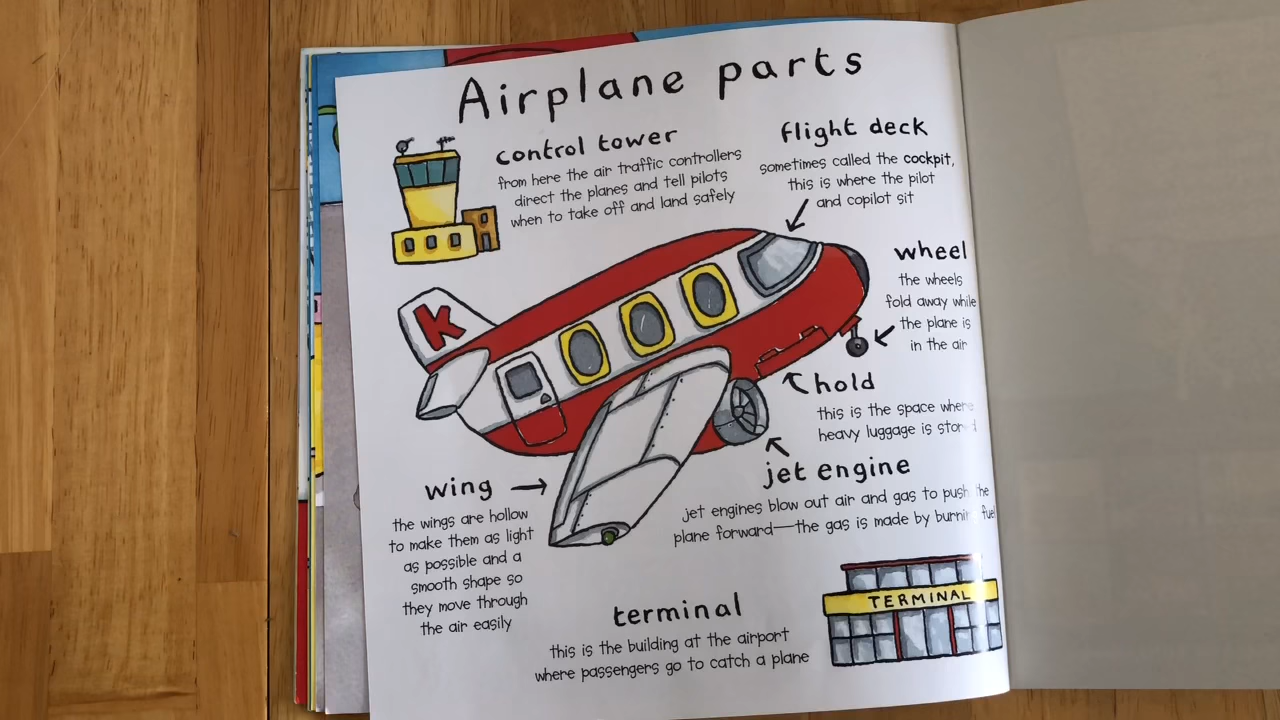 Airplane parts
control tower
from here the air traffic controllers
direct the planes and tell pilots
when to take off and land safely
flight deck
sometimes called the cockpit,
this is where the pilot
and copilot sit
wheel
the wheels
fold away while
the plane is
in the air
K
hold
this is the space where
heavy luggage is stored
jet engine
jet engines blow out air and gas to push the
plane forward—the gas is made by burning fuel
wing
the wings are hollow
to make them as light
as possible and a
smooth shape so
they move through
the air easily
terminal
this is the building at the airport
where passengers go to catch a plane
TERMINAL